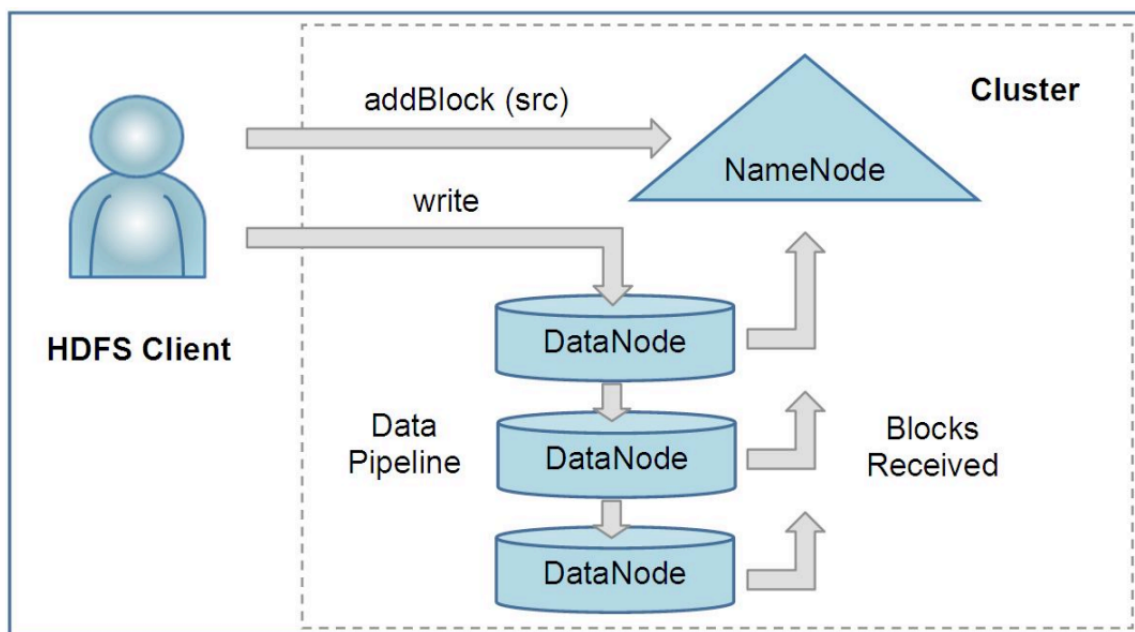 addBlock (src)
Cluster
NameNode
write
HDFS Client
DataNode
Data
Pipeline
DataNode
Blocks
Received
DataNode